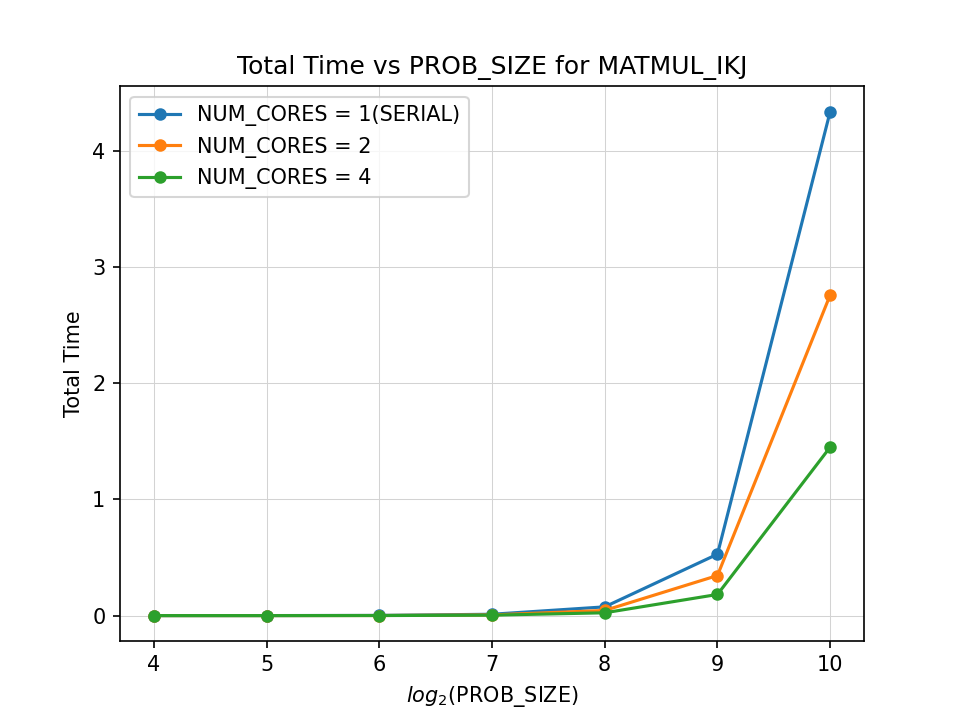 Total Time vs PROB_SIZE for MATMUL_IKJ
NUM_CORES = 1(SERIAL)
NUM_CORES = 2
NUM_CORES = 4
Total Time
4
3
2
1
0
4 5 6 7 8 9 10
log₂(PROB_SIZE)